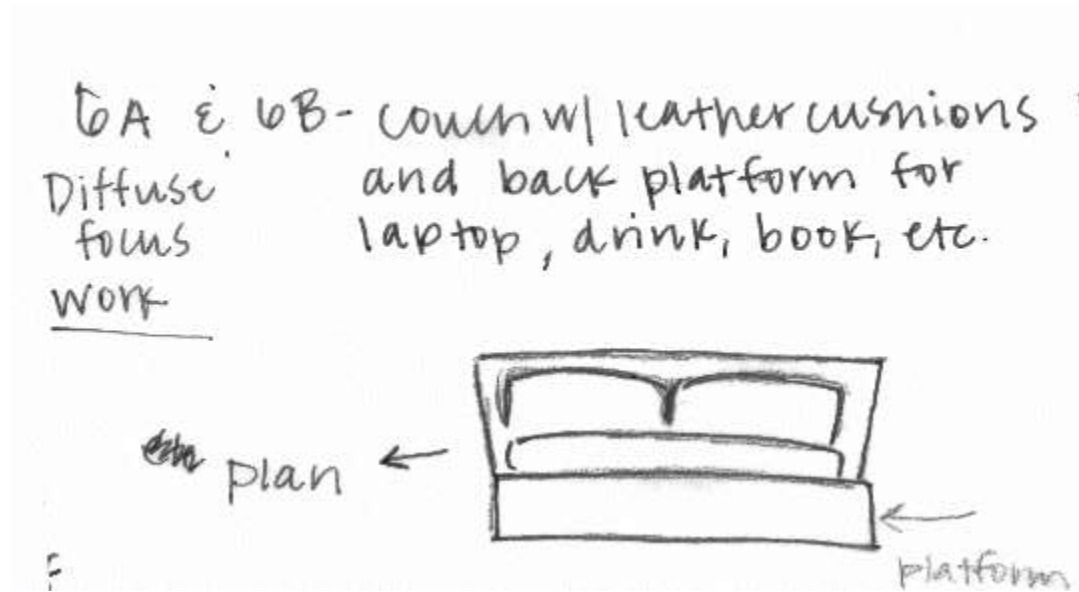 6A & 6B - couch w/ leather cushions
Diffuse and back platform for
focus laptop, drink, book, etc.
work
plan
platform